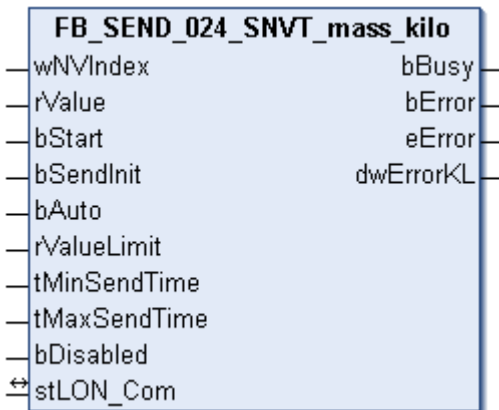 FB_SEND_024_SNVT_mass_kilo
wNVIndex bBusy
rValue bError
bStart eError
bSendInit dwErrorKL
bAuto
rValueLimit
tMinSendTime
tMaxSendTime
bDisabled
stLON_Com